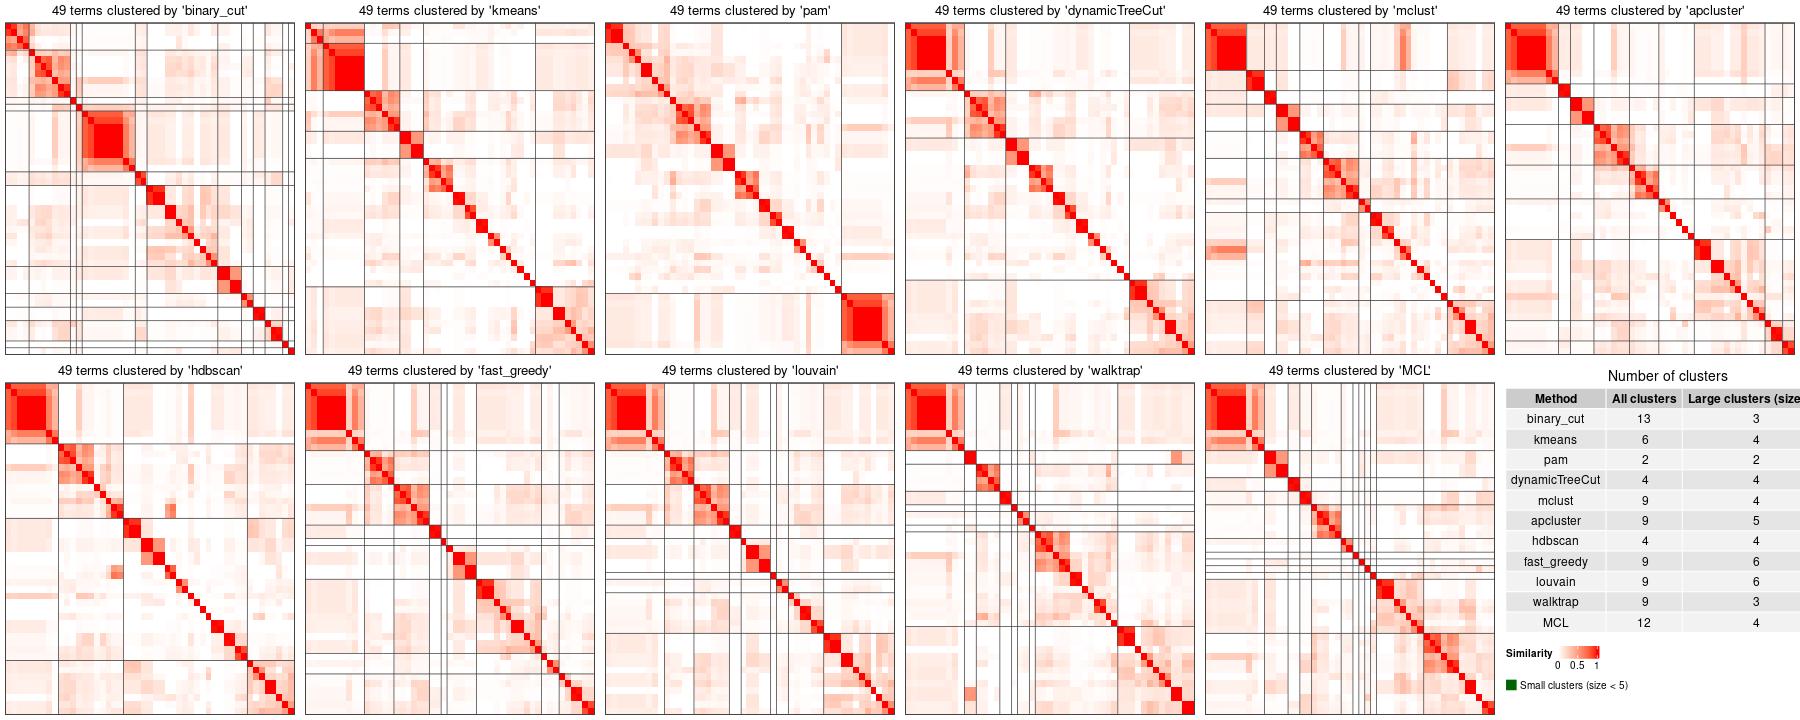 49 terms clustered by 'binary_cut'
49 terms clustered by 'kmeans'
49 terms clustered by 'pam'
49 terms clustered by 'dynamicTreeCut'
49 terms clustered by 'mclust'
49 terms clustered by 'apcluster'
49 terms clustered by 'hdbscan'
49 terms clustered by 'fast_greedy'
49 terms clustered by 'louvain'
49 terms clustered by 'walktrap'
49 terms clustered by 'MCL'
Number of clusters
Method All clusters Large clusters (size
binary_cut 13 3
kmeans 6 4
pam 2 2
dynamicTreeCut 4 4
mclust 9 4
apcluster 9 5
hdbscan 4 4
fast_greedy 9 6
louvain 9 6
walktrap 9 3
MCL 12 4
Similarity
0 0.5 1
Small clusters (size < 5)